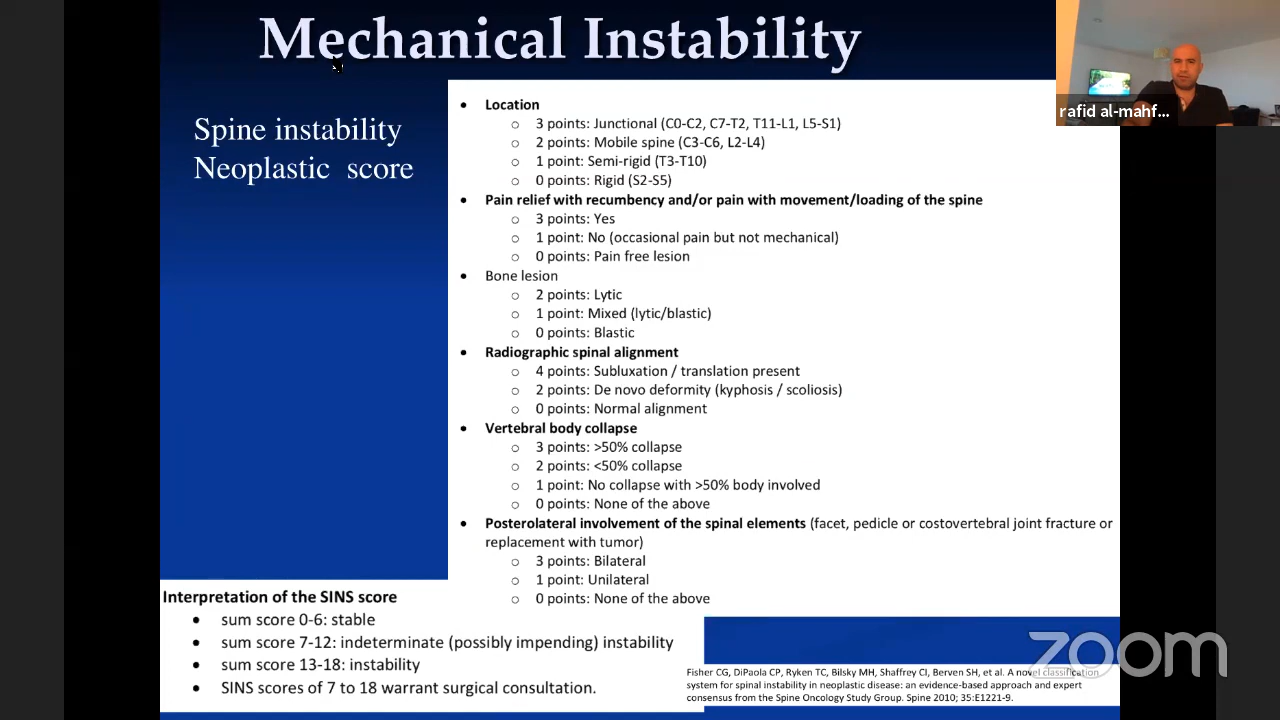 Mechanical Instability
Spine instability
Neoplastic score
• Location
o 3 points: Junctional (C0-C2, C7-T2, T11-L1, L5-S1)
o 2 points: Mobile spine (C3-C6, L2-L4)
o 1 point: Semi-rigid (T3-T10)
o 0 points: Rigid (S2-S5)
• Pain relief with recumbency and/or pain with movement/loading of the spine
o 3 points: Yes
o 1 point: No (occasional pain but not mechanical)
o 0 points: Pain free lesion
• Bone lesion
o 2 points: Lytic
o 1 point: Mixed (lytic/blastic)
o 0 points: Blastic
• Radiographic spinal alignment
o 4 points: Subluxation / translation present
o 2 points: De novo deformity (kyphosis / scoliosis)
o 0 points: Normal alignment
• Vertebral body collapse
o 3 points: >50% collapse
o 2 points: <50% collapse
o 1 point: No collapse with >50% body involved
o 0 points: None of the above
• Posterolateral involvement of the spinal elements (facet, pedicle or costovertebral joint fracture or
replacement with tumor)
o 3 points: Bilateral
o 1 point: Unilateral
o 0 points: None of the above
Interpretation of the SINS score
• sum score 0-6: stable
• sum score 7-12: indeterminate (possibly impending) instability
• sum score 13-18: instability
• SINS scores of 7 to 18 warrant surgical consultation.
Fisher CG, DiPaola CP, Ryken TC, Bilsky MH, Shaffrey CI, Berven SH, et al. A novel classification
system for spinal instability in neoplastic disease: an evidence-based approach and expert
consensus from the Spine Oncology Study Group. Spine 2010; 35:E1221-9.
rafid al-mahf...
zoom